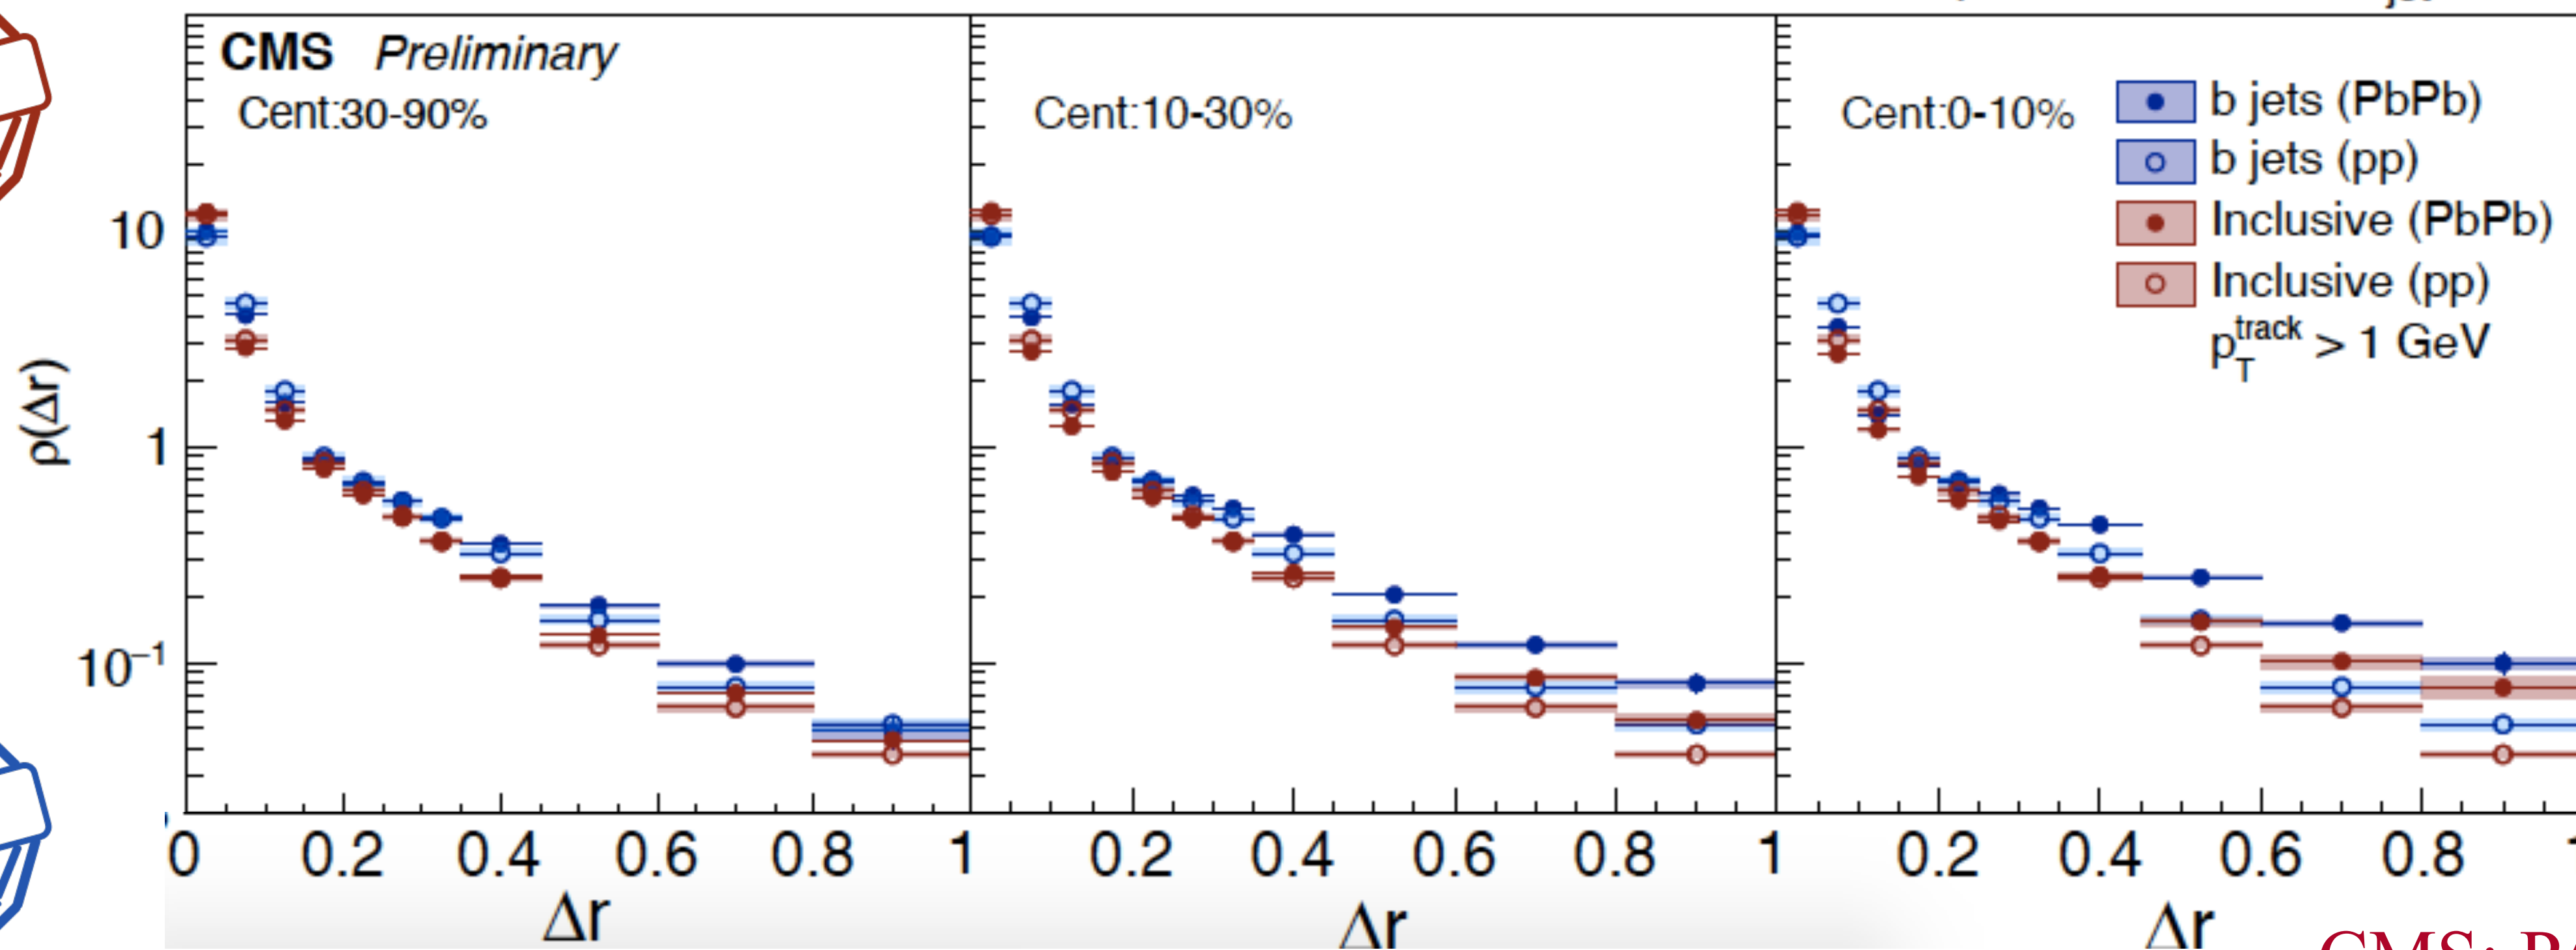 CMS Preliminary
Cent:30-90%
Cent:10-30%
Cent:0-10%
b jets (PbPb)
b jets (pp)
Inclusive (PbPb)
Inclusive (pp)
p_T^track > 1 GeV
ρ(Δr)
10
1
10⁻¹
0 0.2 0.4 0.6 0.8 1
0.2 0.4 0.6 0.8 1
0.2 0.4 0.6 0.8
Δr
Δr
Δr
CMS: